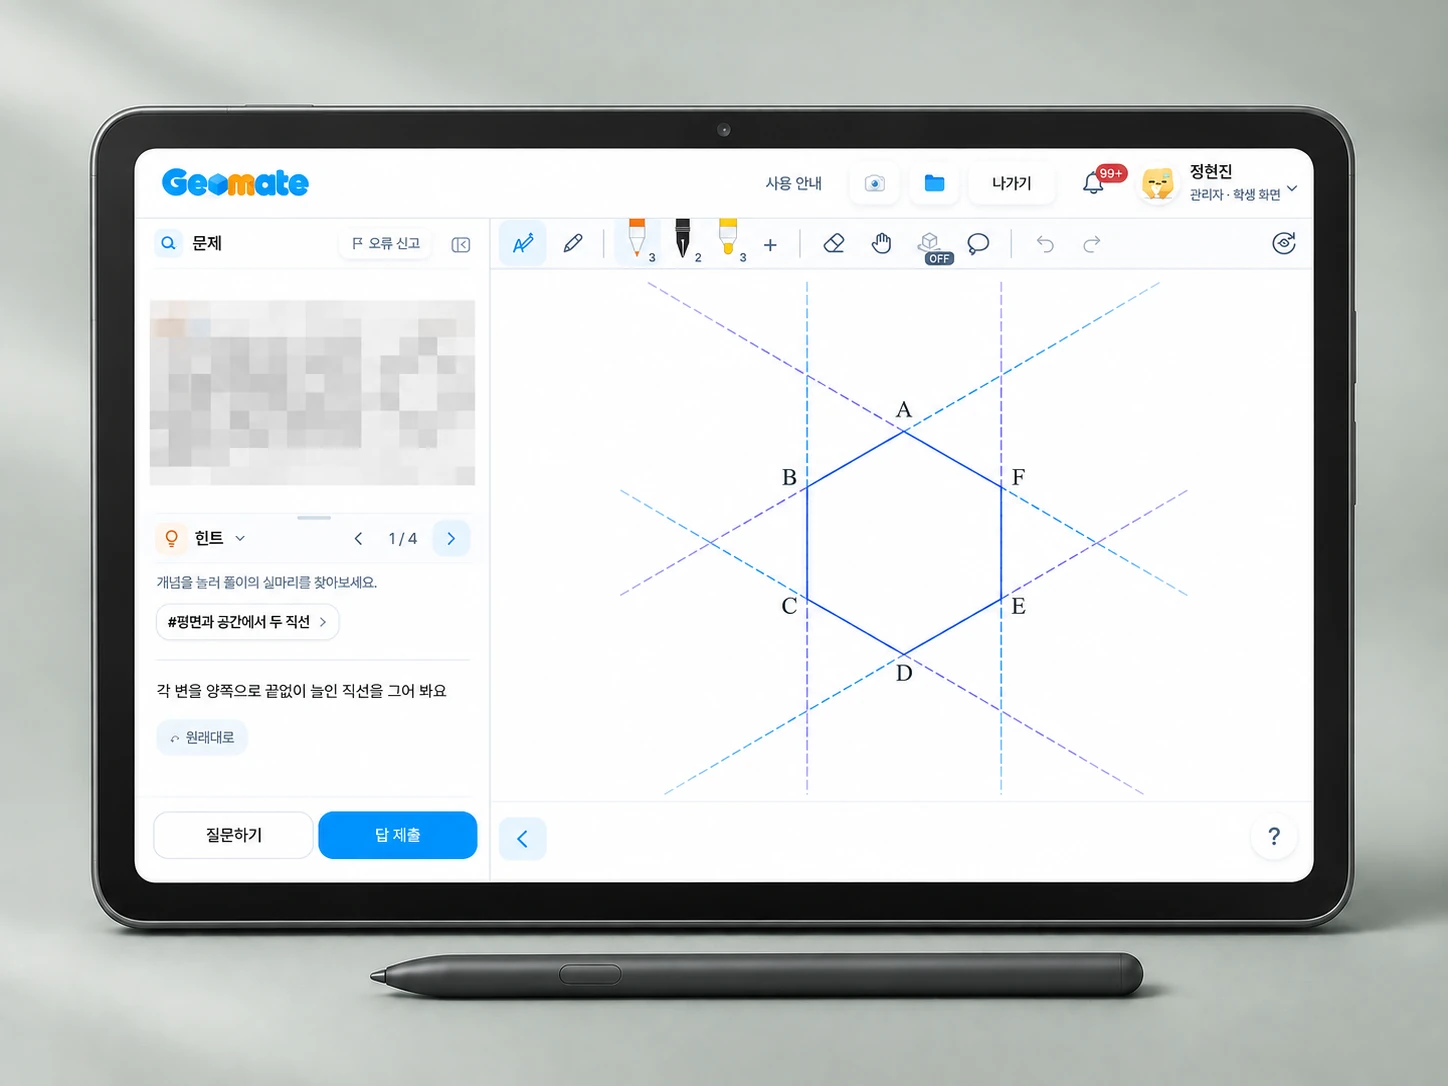 Geomate
사용 안내
나가기
99+
정현진
관리자 · 학생 화면
문제
오류 신고
3
2
3
OFF
힌트
1 / 4
개념을 눌러 풀이의 실마리를 찾아보세요.
#평면과 공간에서 두 직선
각 변을 양쪽으로 끝없이 늘인 직선을 그어 봐요
원래대로
질문하기
답 제출
A
B
F
C
E
D
?